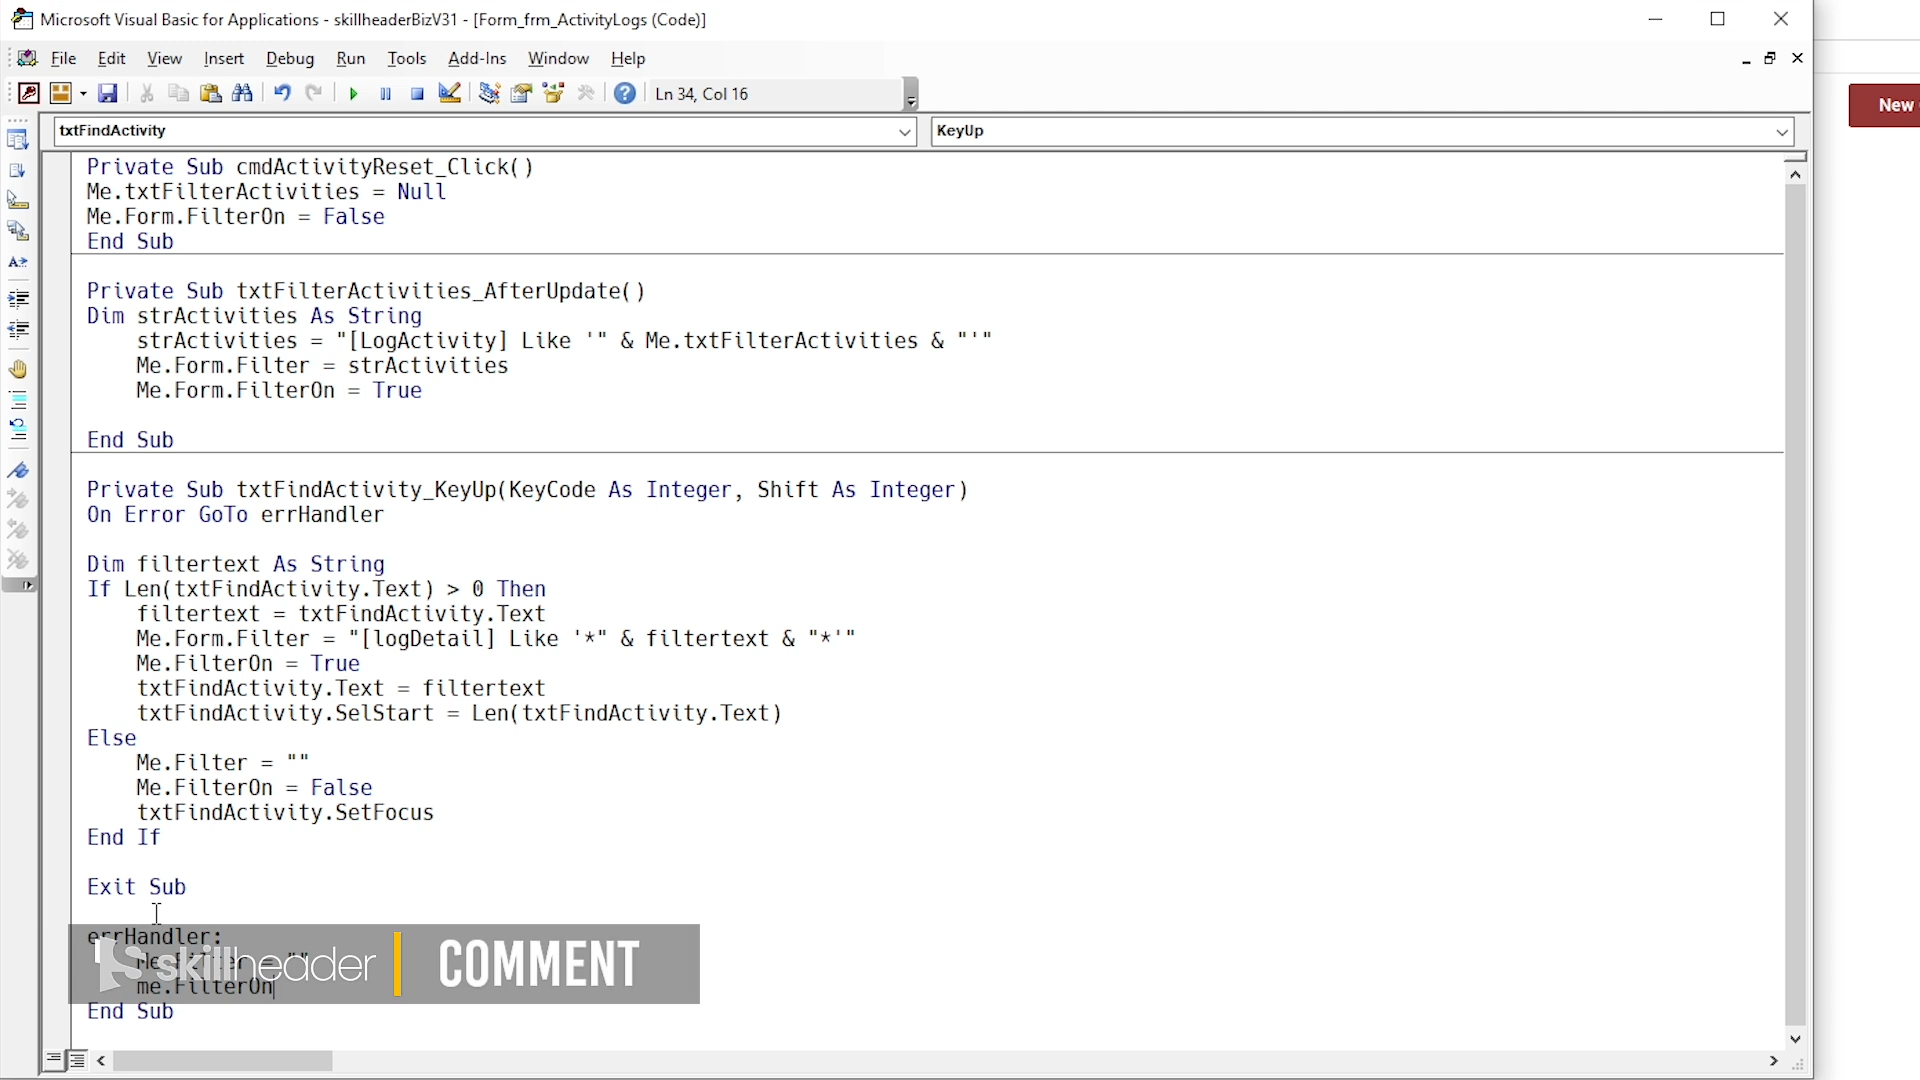 Microsoft Visual Basic for Applications - skillheaderBizV31 - [Form_frm_ActivityLogs (Code)]
File Edit View Insert Debug Run Tools Add-Ins Window Help
Ln 34, Col 16
New
txtFindActivity
KeyUp
Private Sub cmdActivityReset_Click()
Me.txtFilterActivities = Null
Me.Form.FilterOn = False
End Sub
Private Sub txtFilterActivities_AfterUpdate()
Dim strActivities As String
strActivities = "[LogActivity] Like '" & Me.txtFilterActivities & "'"
Me.Form.Filter = strActivities
Me.Form.FilterOn = True
End Sub
Private Sub txtFindActivity_KeyUp(KeyCode As Integer, Shift As Integer)
On Error GoTo errHandler
Dim filtertext As String
If Len(txtFindActivity.Text) > 0 Then
filtertext = txtFindActivity.Text
Me.Form.Filter = "[logDetail] Like '*" & filtertext & "*'"
Me.FilterOn = True
txtFindActivity.Text = filtertext
txtFindActivity.SelStart = Len(txtFindActivity.Text)
Else
Me.Filter = ""
Me.FilterOn = False
txtFindActivity.SetFocus
End If
Exit Sub
errHandler:
Me.Filter = ""
skillheader COMMENT
me.FilterOn
End Sub